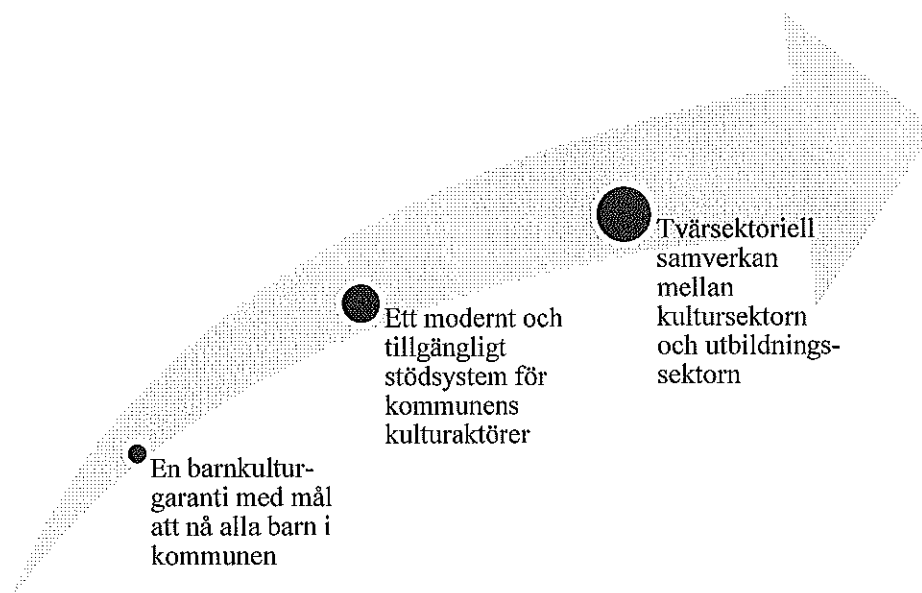 En barnkultur-
garanti med mål
att nå alla barn i
kommunen
Ett modernt och
tillgängligt
stödsystem för
kommunens
kulturaktörer
Tvärsektoriell
samverkan
mellan
kultursektorn
och utbildnings-
sektorn